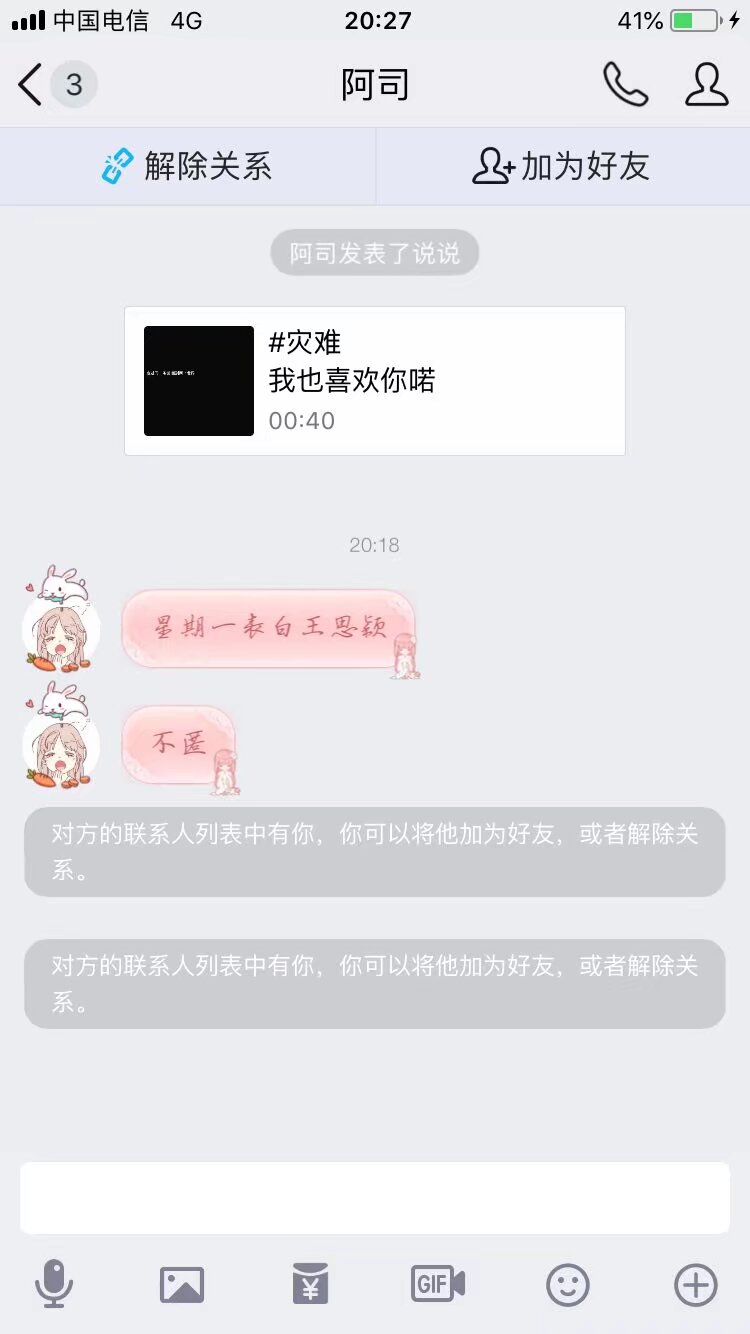 中国电信 4G 20:27 41%
3 阿司
解除关系 加为好友
阿司发表了说说
#灾难
我也喜欢你喏
00:40
20:18
星期一表白王思颖
不匿
对方的联系人列表中有你，你可以将他加为好友，或者解除关
系。
对方的联系人列表中有你，你可以将他加为好友，或者解除关
系。
¥ GIF